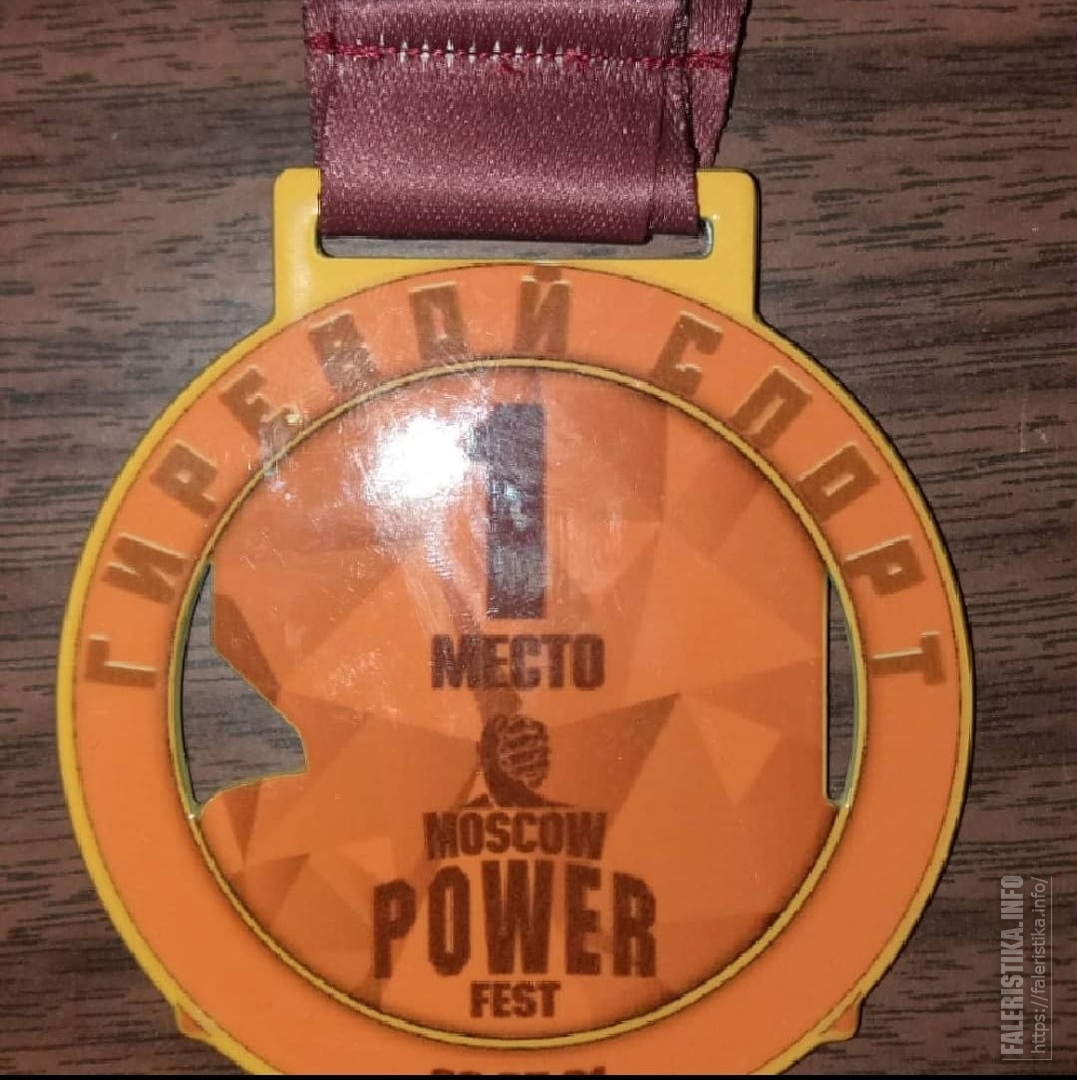 ГИРЕВОЙ СПОРТ
1
МЕСТО
MOSCOW
POWER
FEST
FALERISTIKA.INFO
https://faleristika.info/